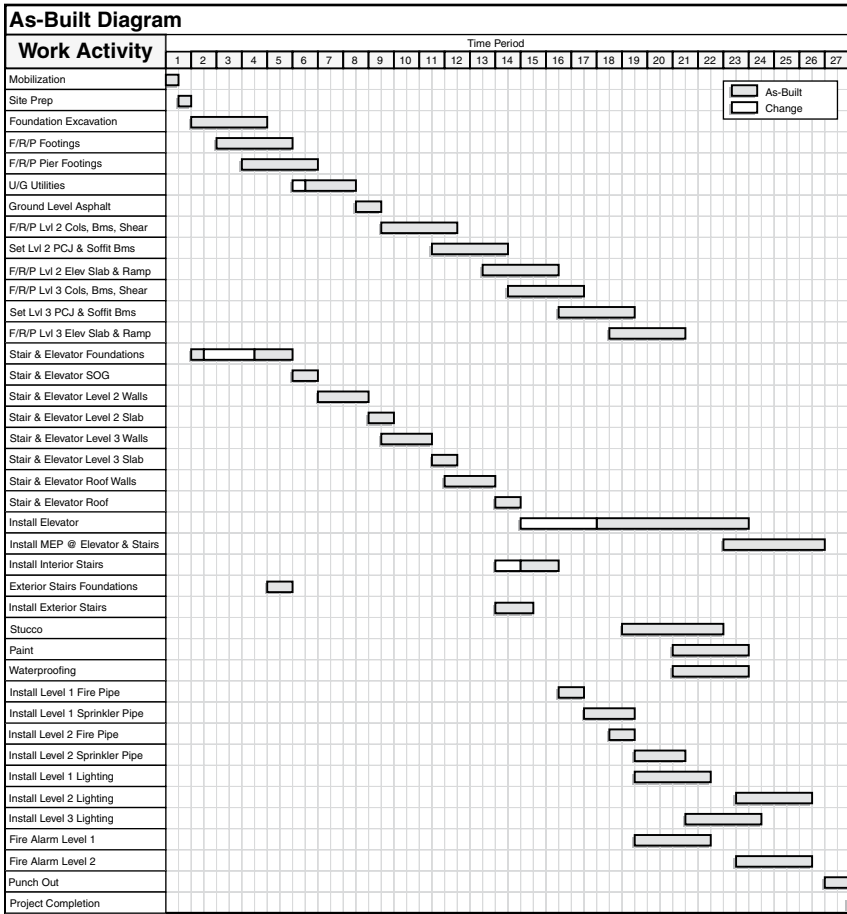 As-Built Diagram
Work Activity
Time Period
1 2 3 4 5 6 7 8 9 10 11 12 13 14 15 16 17 18 19 20 21 22 23 24 25 26 27
As-Built
Change
Mobilization
Site Prep
Foundation Excavation
F/R/P Footings
F/R/P Pier Footings
U/G Utilities
Ground Level Asphalt
F/R/P Lvl 2 Cols, Bms, Shear
Set Lvl 2 PCJ & Soffit Bms
F/R/P Lvl 2 Elev Slab & Ramp
F/R/P Lvl 3 Cols, Bms, Shear
Set Lvl 3 PCJ & Soffit Bms
F/R/P Lvl 3 Elev Slab & Ramp
Stair & Elevator Foundations
Stair & Elevator SOG
Stair & Elevator Level 2 Walls
Stair & Elevator Level 2 Slab
Stair & Elevator Level 3 Walls
Stair & Elevator Level 3 Slab
Stair & Elevator Roof Walls
Stair & Elevator Roof
Install Elevator
Install MEP @ Elevator & Stairs
Install Interior Stairs
Exterior Stairs Foundations
Install Exterior Stairs
Stucco
Paint
Waterproofing
Install Level 1 Fire Pipe
Install Level 1 Sprinkler Pipe
Install Level 2 Fire Pipe
Install Level 2 Sprinkler Pipe
Install Level 1 Lighting
Install Level 2 Lighting
Install Level 3 Lighting
Fire Alarm Level 1
Fire Alarm Level 2
Punch Out
Project Completion